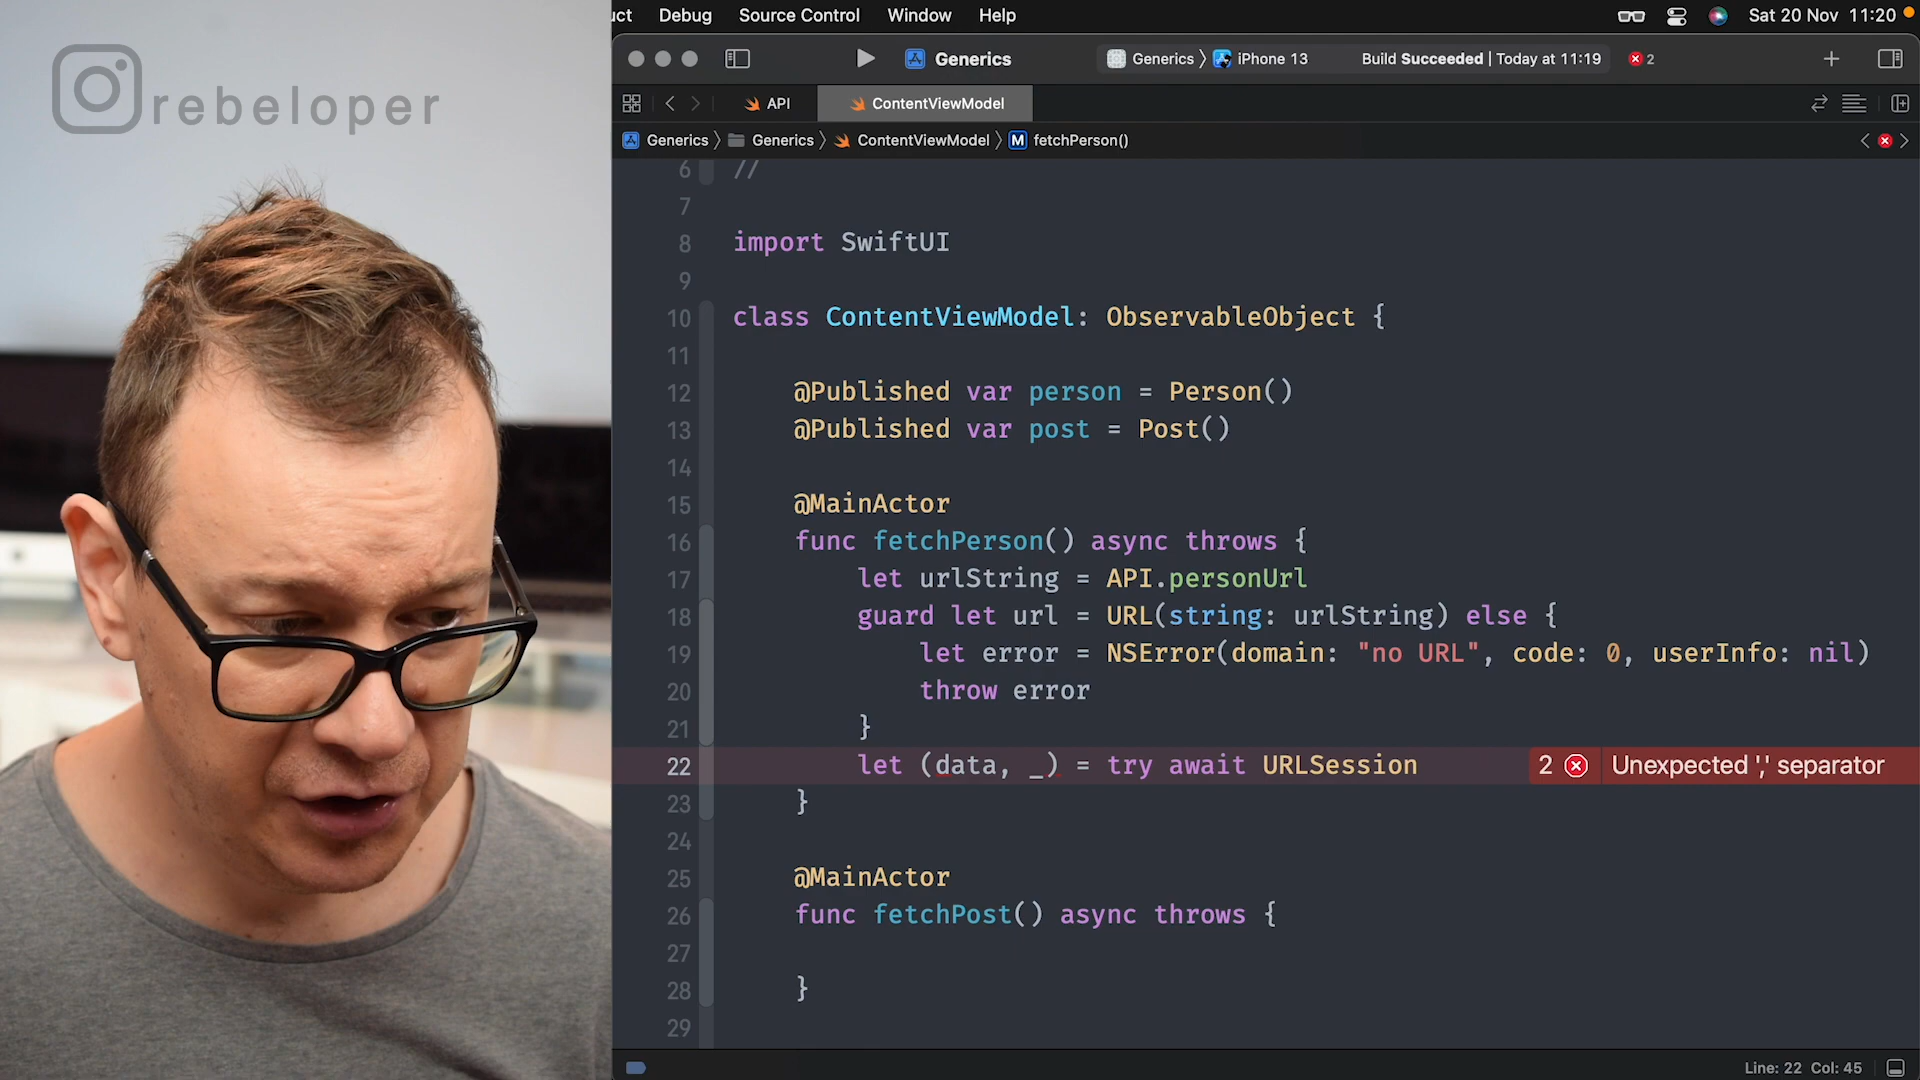 uct Debug Source Control Window Help Sat 20 Nov 11:20
@rebeloper
Generics Generics 〉 iPhone 13 Build Succeeded | Today at 11:19 2
API ContentViewModel
Generics 〉 Generics 〉 ContentViewModel 〉 M fetchPerson()
6 //
7
8 import SwiftUI
9
10 class ContentViewModel: ObservableObject {
11
12 @Published var person = Person()
13 @Published var post = Post()
14
15 @MainActor
16 func fetchPerson() async throws {
17 let urlString = API.personUrl
18 guard let url = URL(string: urlString) else {
19 let error = NSError(domain: "no URL", code: 0, userInfo: nil)
20 throw error
21 }
22 let (data, _) = try await URLSession 2 Unexpected ',' separator
23 }
24
25 @MainActor
26 func fetchPost() async throws {
27
28 }
29
Line: 22 Col: 45